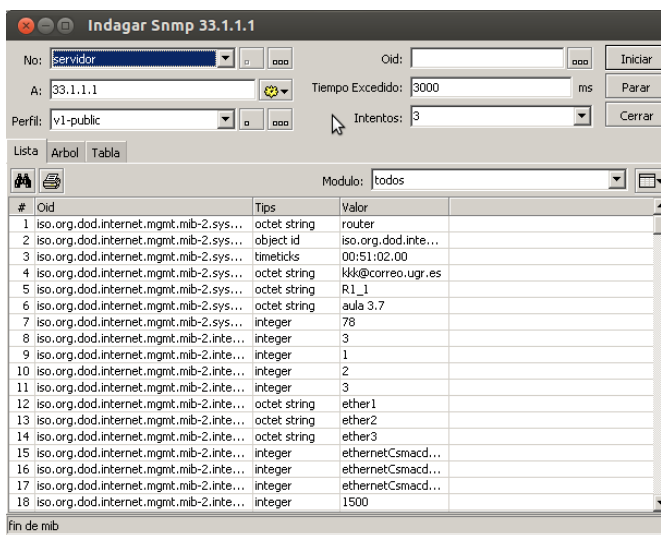 Indagar Snmp 33.1.1.1
No: servidor Oid: Iniciar
A: 33.1.1.1 Tiempo Excedido: 3000 ms Parar
Perfil: v1-public Intentos: 3 Cerrar
Lista Arbol Tabla
Modulo: todos
# Oid Tips Valor
1 iso.org.dod.internet.mgmt.mib-2.sys... octet string router
2 iso.org.dod.internet.mgmt.mib-2.sys... object id iso.org.dod.inte...
3 iso.org.dod.internet.mgmt.mib-2.sys... timeticks 00:51:02.00
4 iso.org.dod.internet.mgmt.mib-2.sys... octet string kkk@correo.ugr.es
5 iso.org.dod.internet.mgmt.mib-2.sys... octet string R1_1
6 iso.org.dod.internet.mgmt.mib-2.sys... octet string aula 3.7
7 iso.org.dod.internet.mgmt.mib-2.sys... integer 78
8 iso.org.dod.internet.mgmt.mib-2.inte... integer 3
9 iso.org.dod.internet.mgmt.mib-2.inte... integer 1
10 iso.org.dod.internet.mgmt.mib-2.inte... integer 2
11 iso.org.dod.internet.mgmt.mib-2.inte... integer 3
12 iso.org.dod.internet.mgmt.mib-2.inte... octet string ether1
13 iso.org.dod.internet.mgmt.mib-2.inte... octet string ether2
14 iso.org.dod.internet.mgmt.mib-2.inte... octet string ether3
15 iso.org.dod.internet.mgmt.mib-2.inte... integer ethernetCsmacd...
16 iso.org.dod.internet.mgmt.mib-2.inte... integer ethernetCsmacd...
17 iso.org.dod.internet.mgmt.mib-2.inte... integer ethernetCsmacd...
18 iso.org.dod.internet.mgmt.mib-2.inte... integer 1500
fin de mib